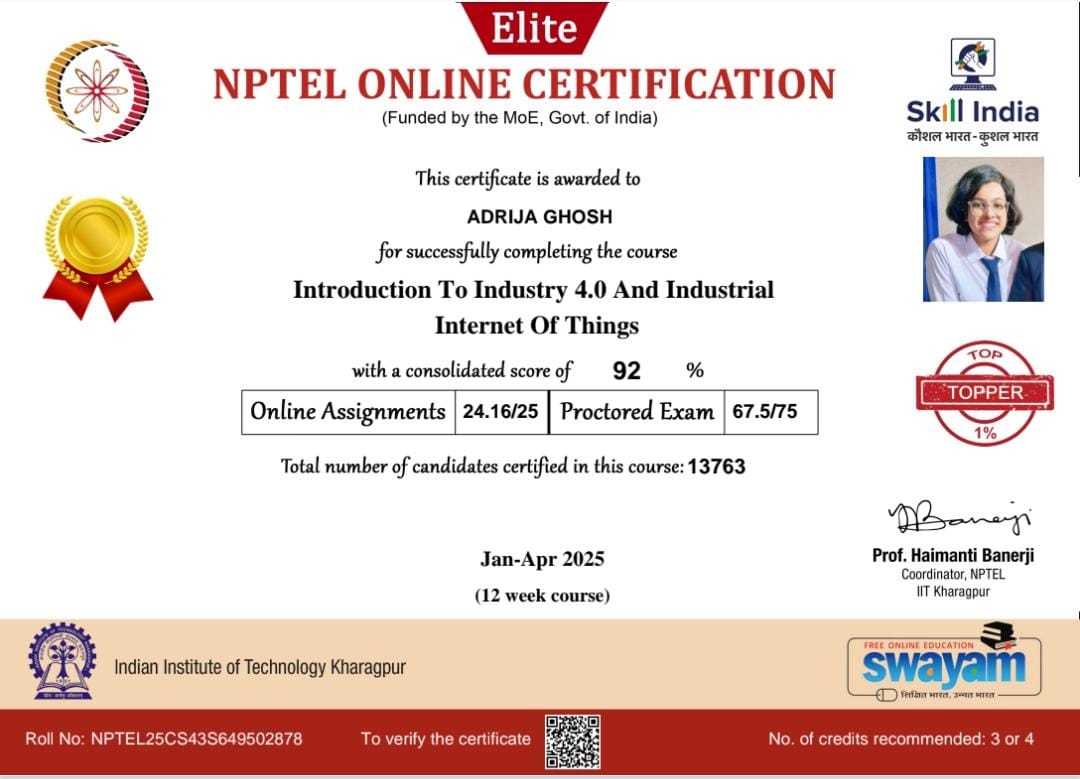 Elite
NPTEL ONLINE CERTIFICATION
(Funded by the MoE, Govt. of India)
Skill India
कौशल भारत - कुशल भारत
This certificate is awarded to
ADRIJA GHOSH
for successfully completing the course
Introduction To Industry 4.0 And Industrial
Internet Of Things
with a consolidated score of 92 %
Online Assignments 24.16/25 Proctored Exam 67.5/75
TOP
TOPPER
1%
Total number of candidates certified in this course: 13763
Banerji
Prof. Haimanti Banerji
Coordinator, NPTEL
IIT Kharagpur
Jan-Apr 2025
(12 week course)
Indian Institute of Technology Kharagpur
FREE ONLINE EDUCATION
swayam
शिक्षित भारत, उन्नत भारत
Roll No: NPTEL25CS43S649502878 To verify the certificate No. of credits recommended: 3 or 4